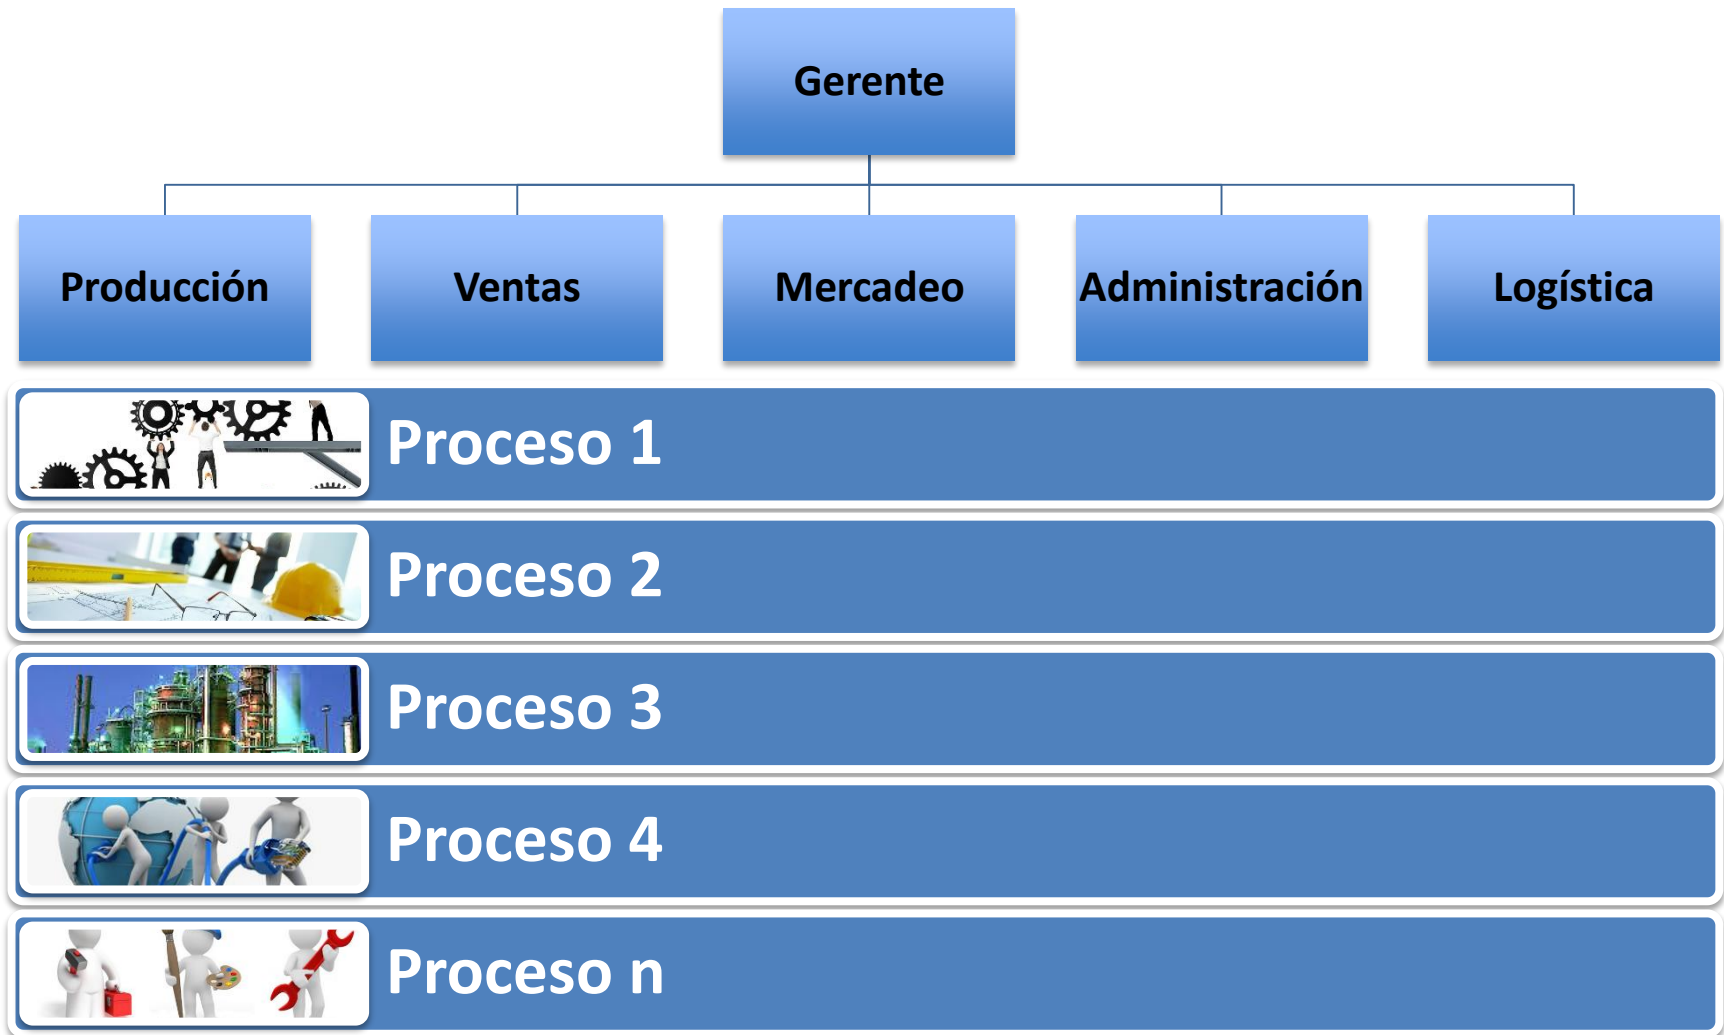 Gerente
Producción
Ventas
Mercadeo
Administración
Logística
Proceso 1
Proceso 2
Proceso 3
Proceso 4
Proceso n